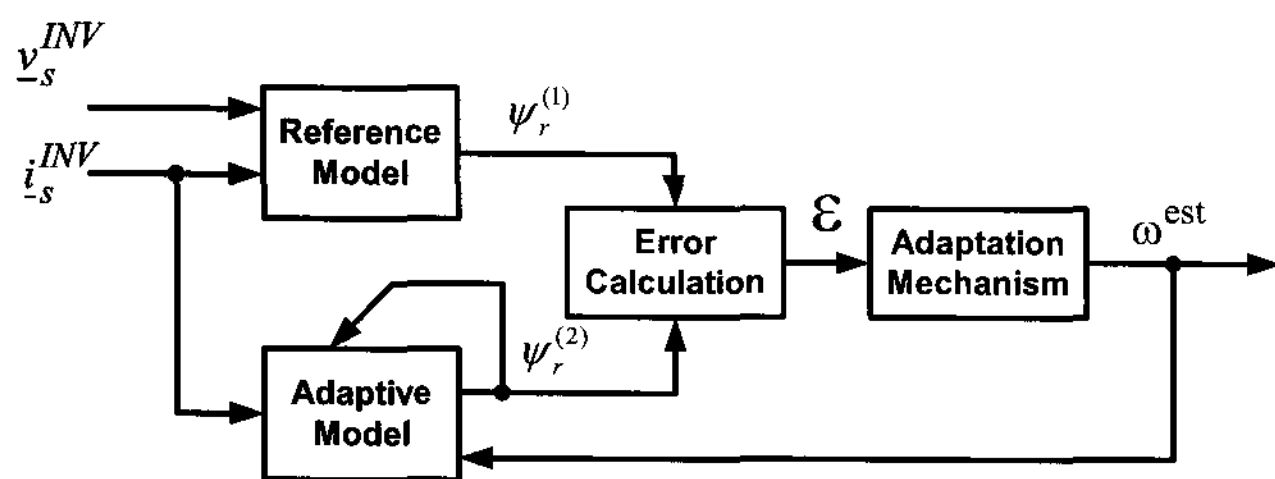 v_s^INV
i_s^INV
Reference
Model
ψ_r^(1)
Error
Calculation
ε
Adaptation
Mechanism
ω^est
ψ_r^(2)
Adaptive
Model